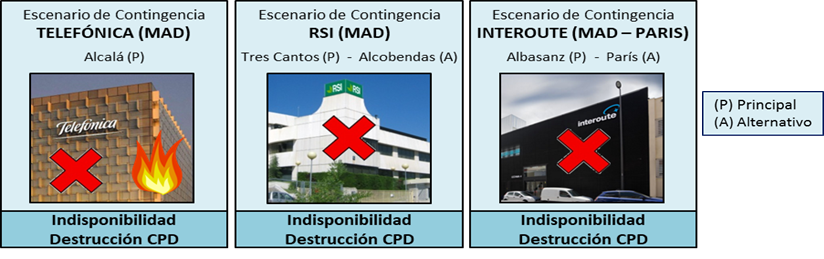 Escenario de Contingencia
TELEFÓNICA (MAD)
Alcalá (P)
Telefónica
Indisponibilidad
Destrucción CPD
Escenario de Contingencia
RSI (MAD)
Tres Cantos (P) - Alcobendas (A)
RSI RSI
Indisponibilidad
Destrucción CPD
Escenario de Contingencia
INTEROUTE (MAD – PARIS)
Albasanz (P) - París (A)
interoute
Indisponibilidad
Destrucción CPD
(P) Principal
(A) Alternativo